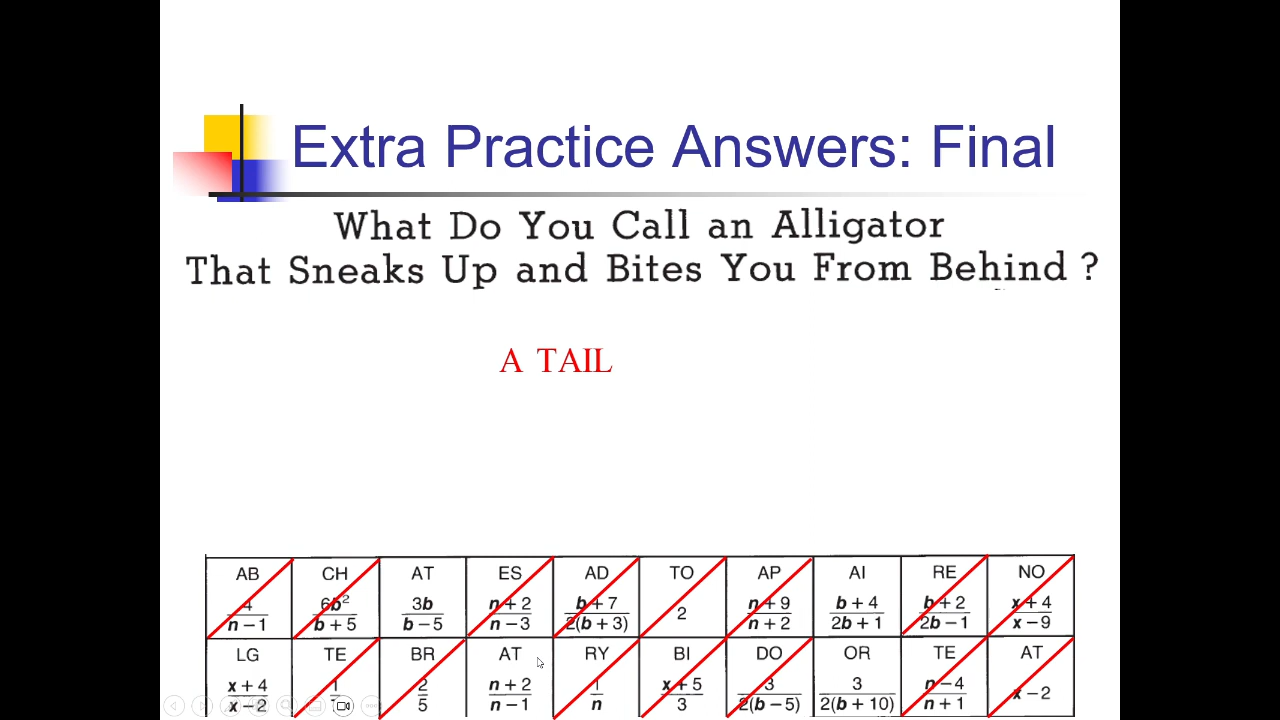 Extra Practice Answers: Final
What Do You Call an Alligator
That Sneaks Up and Bites You From Behind ?
A TAIL
AB CH AT ES AD TO AP AI RE NO
4/(n − 1) 6b²/(b + 5) 3b/(b − 5) (n + 2)/(n − 3) (b + 7)/2(b + 3) 2 (n + 9)/(n + 2) (b + 4)/(2b + 1) (b + 2)/(2b − 1) (x + 4)/(x − 9)
LG TE BR AT RY BI DO OR TE AT
(x + 4)/(x − 2) 1/ 2/5 (n + 2)/(n − 1) 1/n (x + 5)/3 3/2(b − 5) 3/2(b + 10) (n − 4)/(n + 1) x − 2